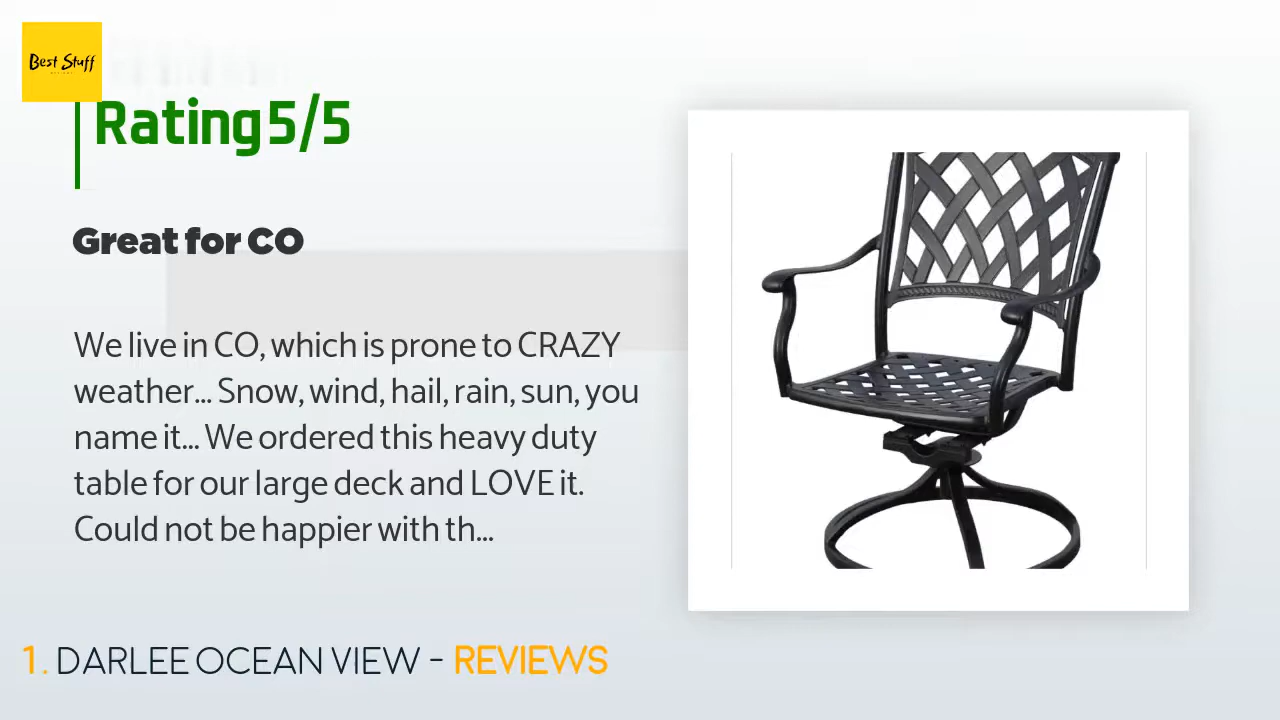 Best Stuff
Rating 5/5
Great for CO
We live in CO, which is prone to CRAZY
weather... Snow, wind, hail, rain, sun, you
name it... We ordered this heavy duty
table for our large deck and LOVE it.
Could not be happier with th...
1. DARLEE OCEAN VIEW - REVIEWS